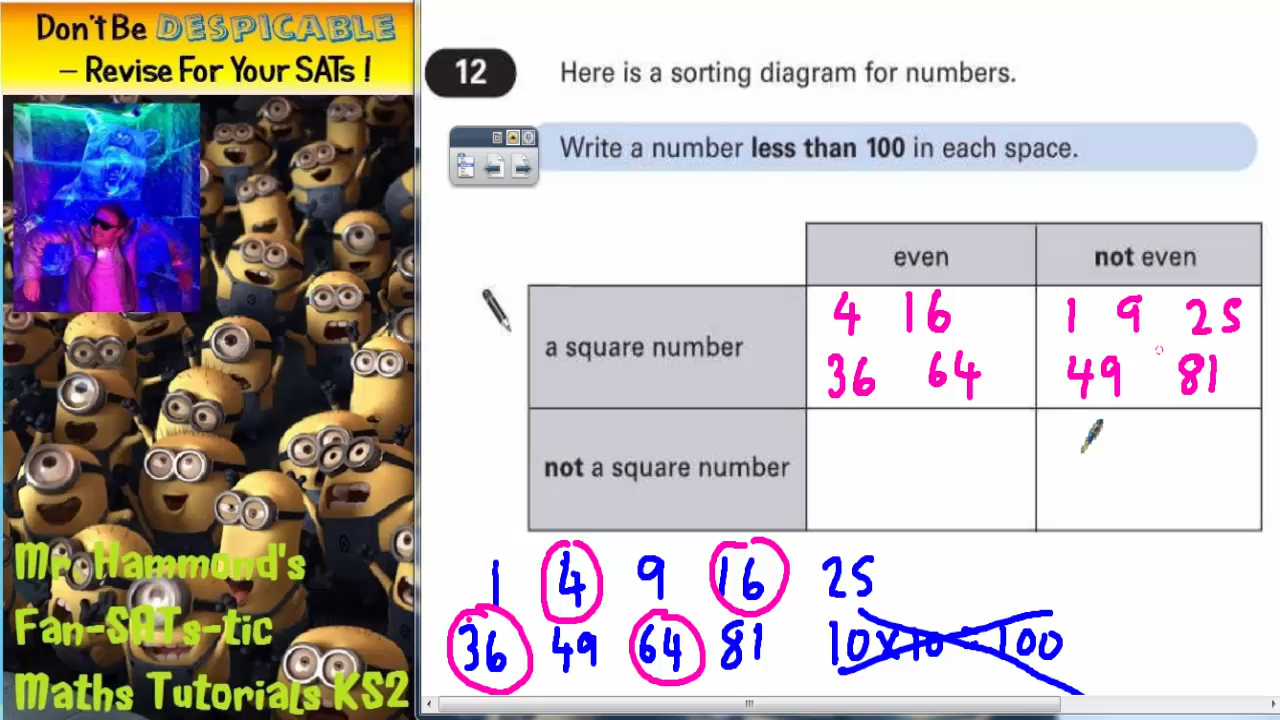 Don't Be DESPICABLE
– Revise For Your SATs !
Mr. Hammond's
Fan-SATs-tic
Maths Tutorials KS2
12 Here is a sorting diagram for numbers.
Write a number less than 100 in each space.
even not even
a square number
4 16
36 64
1 9 25
49 81
not a square number
1 4 9 16 25
36 49 64 81 10×10 = 100